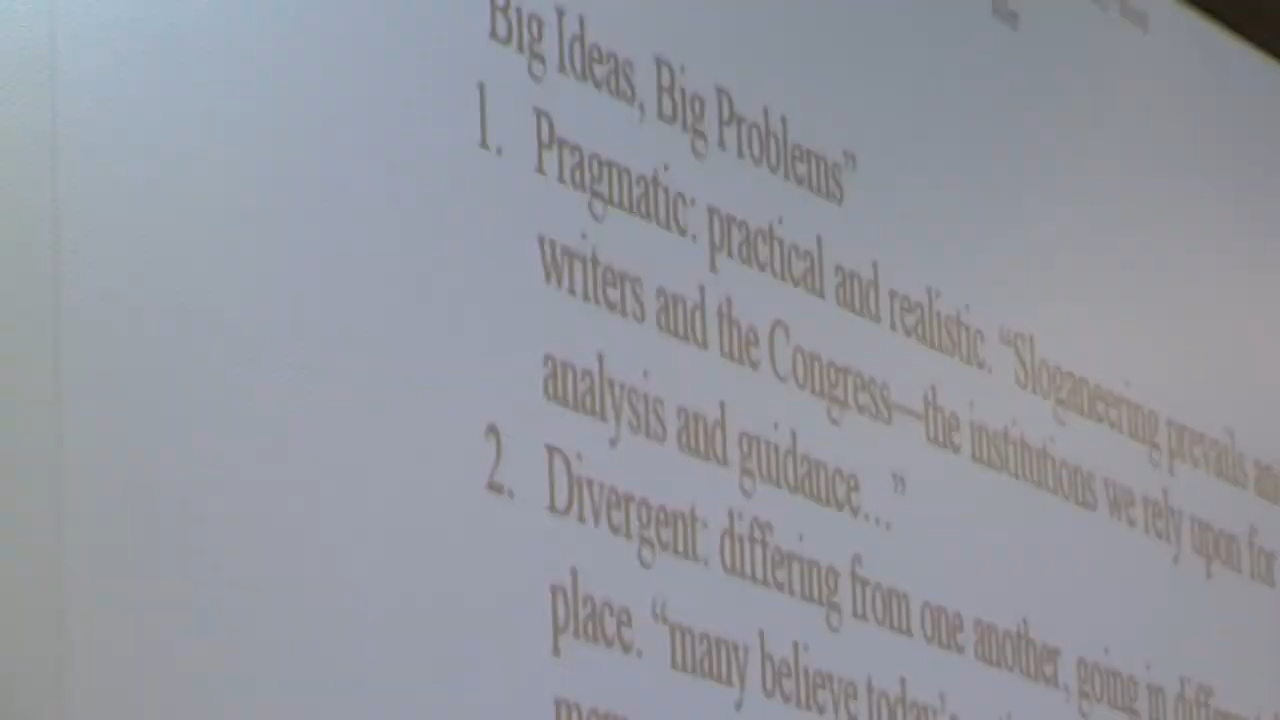 Big Ideas, Big Problems”
1. Pragmatic: practical and realistic. “Sloganeering prevails
writers and the Congress—the institutions we rely upon for
analysis and guidance…”
2. Divergent: differing from one another, going in
place. “many believe today's